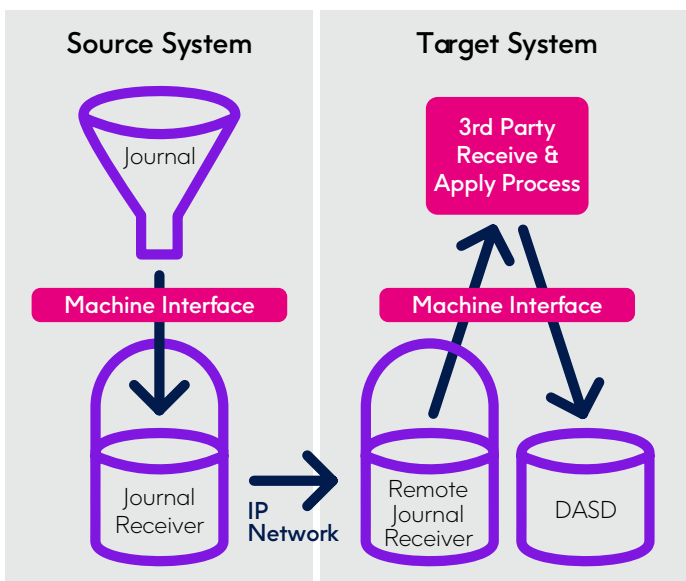 Source System
Journal
Machine Interface
Journal
Receiver
IP
Network
Target System
3rd Party
Receive &
Apply Process
Machine Interface
Remote
Journal
Receiver
DASD